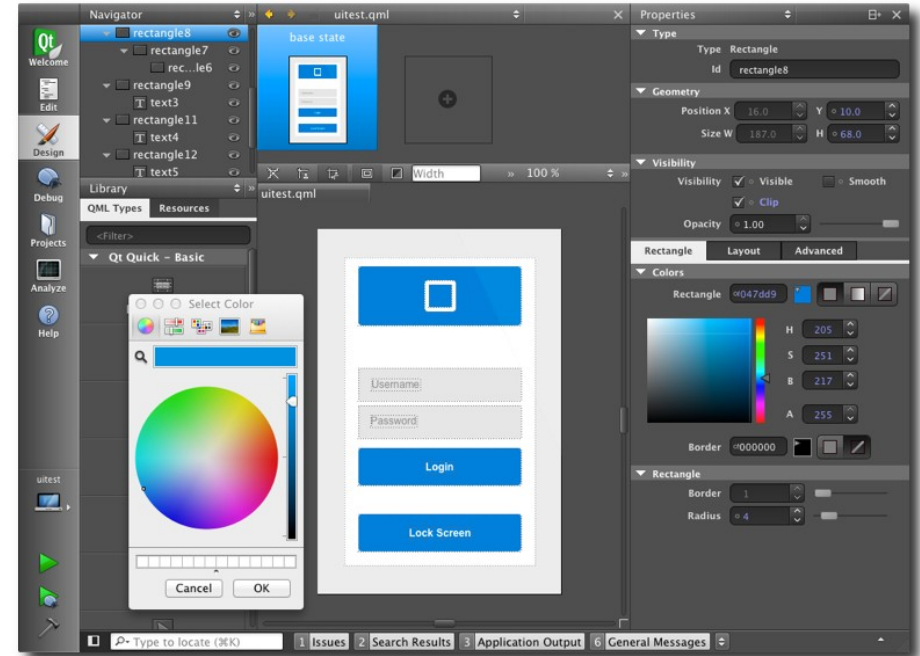 Navigator
uitest.qml
Properties
Qt
Welcome
Edit
Design
Debug
Projects
Analyze
Help
uitest
rectangle8
rectangle7
rec...le6
rectangle9
text3
rectangle11
text4
rectangle12
text5
Library
QML Types Resources
<Filter>
Qt Quick - Basic
base state
Width » 100 %
uitest.qml
Select Color
Cancel OK
Username
Password
Login
Lock Screen
Type
Type Rectangle
Id rectangle8
Geometry
Position X 16.0 Y 10.0
Size W 187.0 H 68.0
Visibility
Visibility Visible Smooth
Clip
Opacity 1.00
Rectangle Layout Advanced
Colors
Rectangle #047dd9
H 205
S 251
B 217
A 255
Border #000000
Rectangle
Border 1
Radius 4
Type to locate (⌘K) 1 Issues 2 Search Results 3 Application Output 6 General Messages